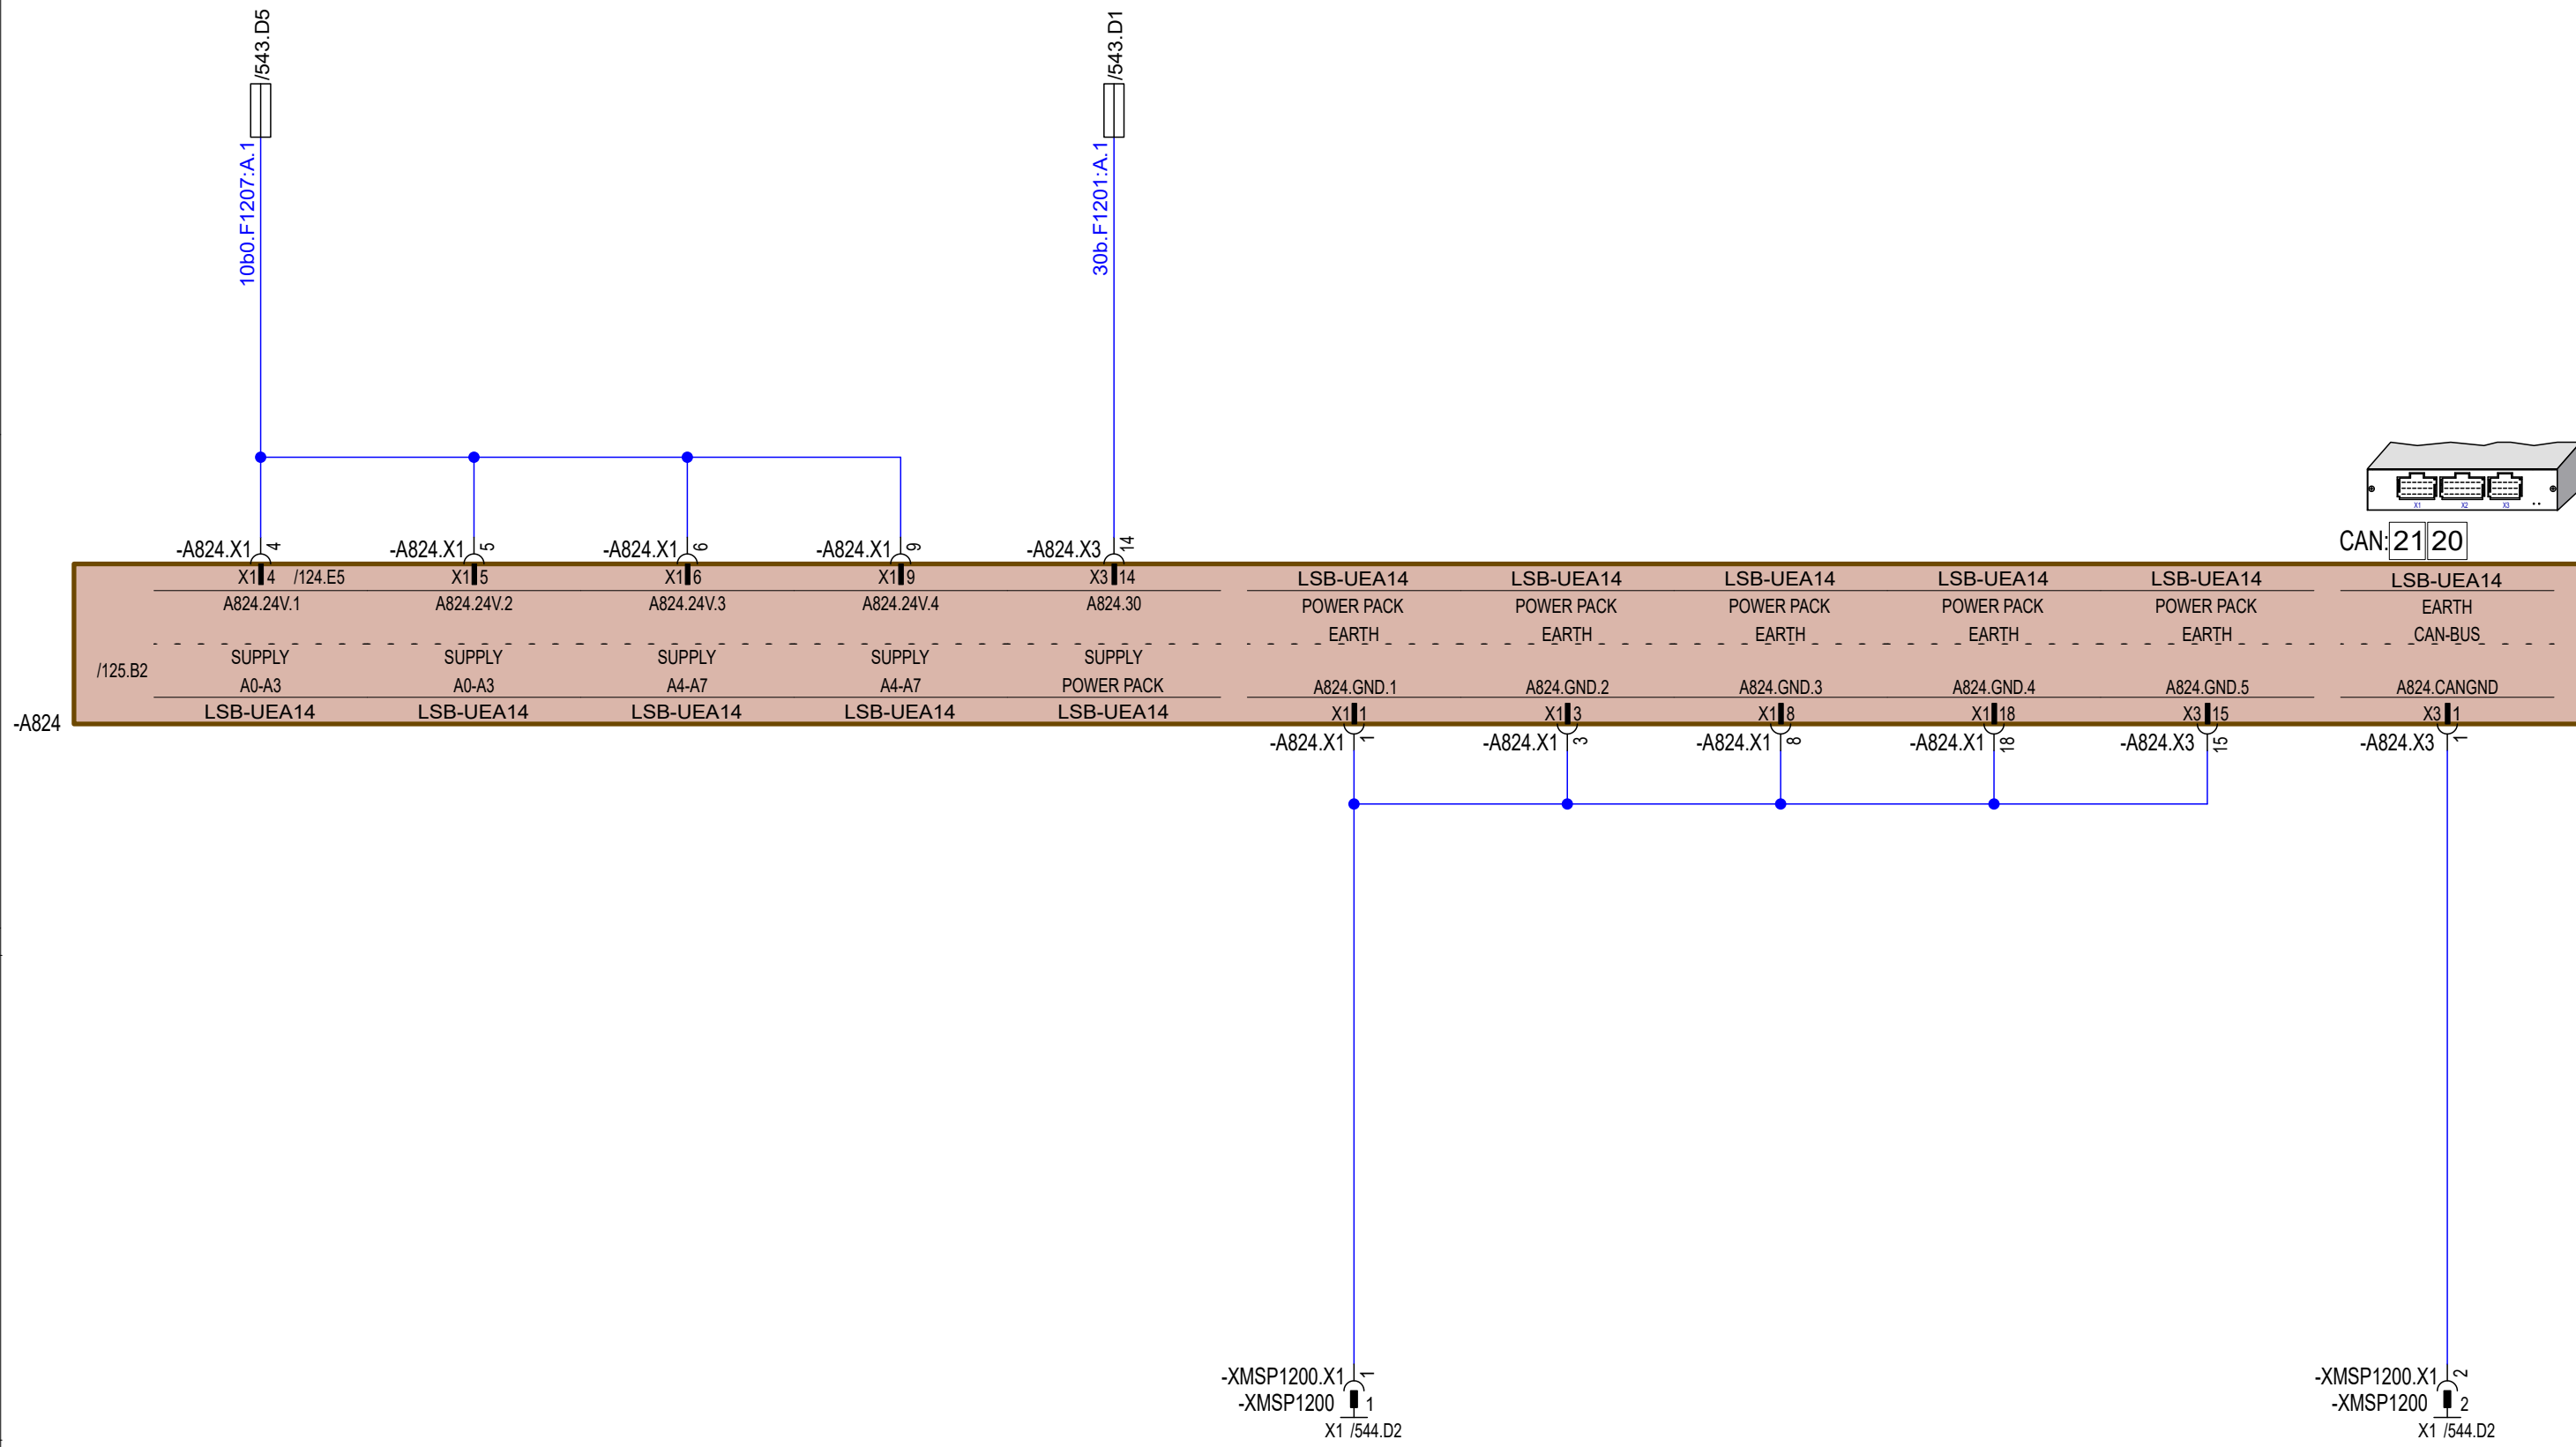 /543.D5
/543.D1
10b0.F1207:A.1
30b.F1201:A.1
X1 X2 X3
CAN: 21 20
-A824.X1 4
-A824.X1 5
-A824.X1 6
-A824.X1 9
-A824.X3 14
X1 4 /124.E5
X1 5
X1 6
X1 9
X3 14
LSB-UEA14
LSB-UEA14
LSB-UEA14
LSB-UEA14
LSB-UEA14
LSB-UEA14
A824.24V.1
A824.24V.2
A824.24V.3
A824.24V.4
A824.30
POWER PACK
POWER PACK
POWER PACK
POWER PACK
POWER PACK
EARTH
EARTH
EARTH
EARTH
EARTH
EARTH
CAN-BUS
/125.B2
SUPPLY
SUPPLY
SUPPLY
SUPPLY
SUPPLY
A0-A3
A0-A3
A4-A7
A4-A7
POWER PACK
A824.GND.1
A824.GND.2
A824.GND.3
A824.GND.4
A824.GND.5
A824.CANGND
-A824
LSB-UEA14
LSB-UEA14
LSB-UEA14
LSB-UEA14
LSB-UEA14
X1 1
X1 3
X1 8
X1 18
X3 15
X3 1
-A824.X1 1
-A824.X1 3
-A824.X1 8
-A824.X1 18
-A824.X3 15
-A824.X3 1
-XMSP1200.X1 1
-XMSP1200 1
X1 /544.D2
-XMSP1200.X1 2
-XMSP1200 2
X1 /544.D2